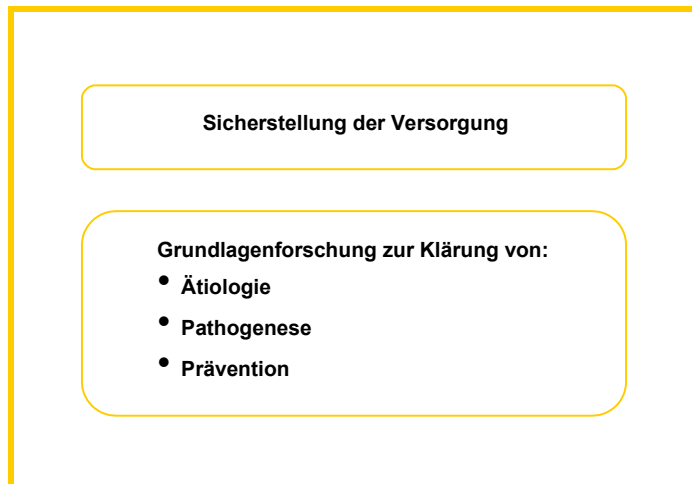 Sicherstellung der Versorgung
Grundlagenforschung zur Klärung von:
• Ätiologie
• Pathogenese
• Prävention